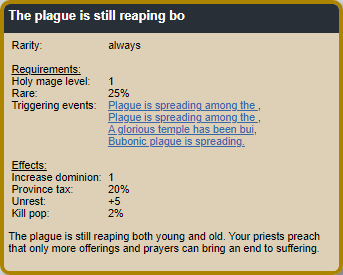 The plague is still reaping bo
Rarity: always
Requirements:
Holy mage level: 1
Rare: 25%
Triggering events: Plague is spreading among the ,
Plague is spreading among the ,
A glorious temple has been bui,
Bubonic plague is spreading.
Effects:
Increase dominion: 1
Province tax: 20%
Unrest: +5
Kill pop: 2%
The plague is still reaping both young and old. Your priests preach
that only more offerings and prayers can bring an end to suffering.